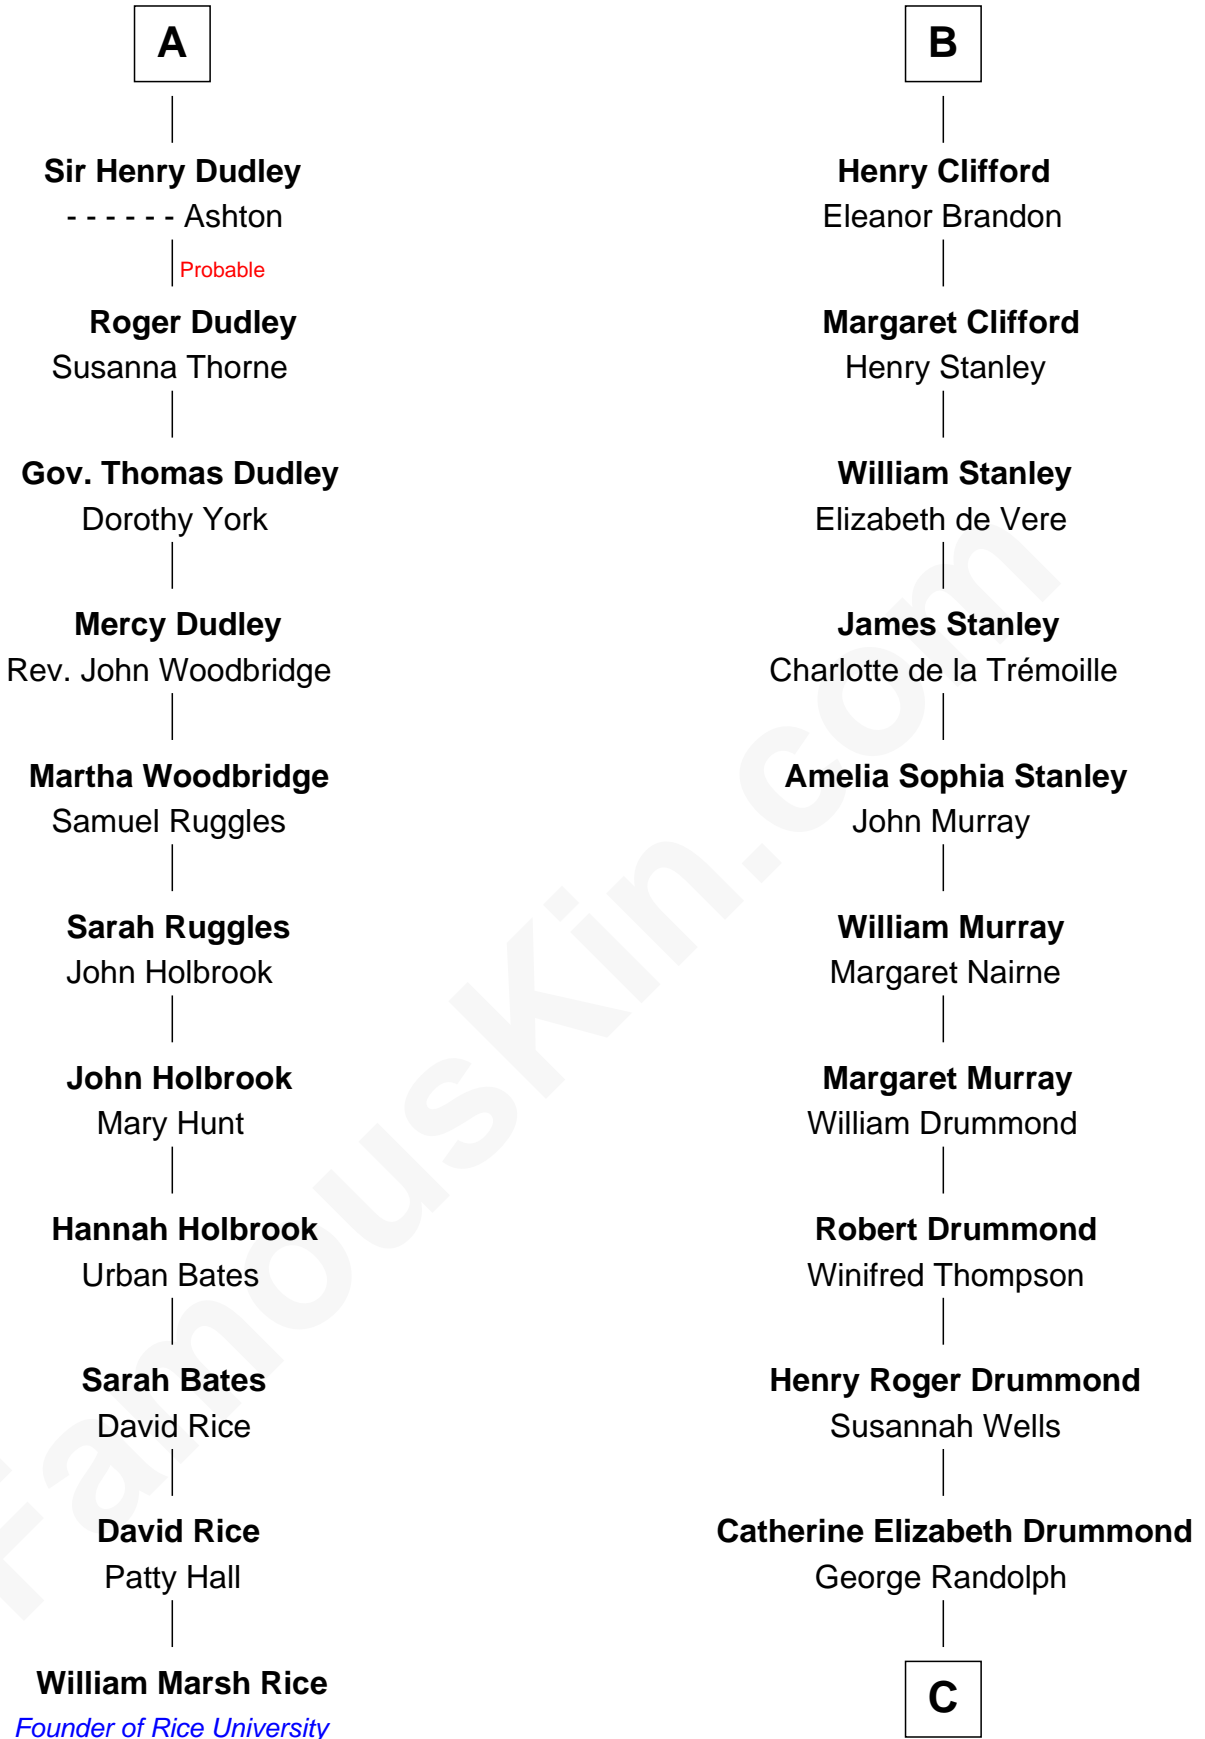 A
Sir Henry Dudley
- - - - - - Ashton
Probable
Roger Dudley
Susanna Thorne
Gov. Thomas Dudley
Dorothy York
Mercy Dudley
Rev. John Woodbridge
Martha Woodbridge
Samuel Ruggles
Sarah Ruggles
John Holbrook
John Holbrook
Mary Hunt
Hannah Holbrook
Urban Bates
Sarah Bates
David Rice
David Rice
Patty Hall
William Marsh Rice
Founder of Rice University
B
Henry Clifford
Eleanor Brandon
Margaret Clifford
Henry Stanley
William Stanley
Elizabeth de Vere
James Stanley
Charlotte de la Trémoille
Amelia Sophia Stanley
John Murray
William Murray
Margaret Nairne
Margaret Murray
William Drummond
Robert Drummond
Winifred Thompson
Henry Roger Drummond
Susannah Wells
Catherine Elizabeth Drummond
George Randolph
C
FamousKin.com